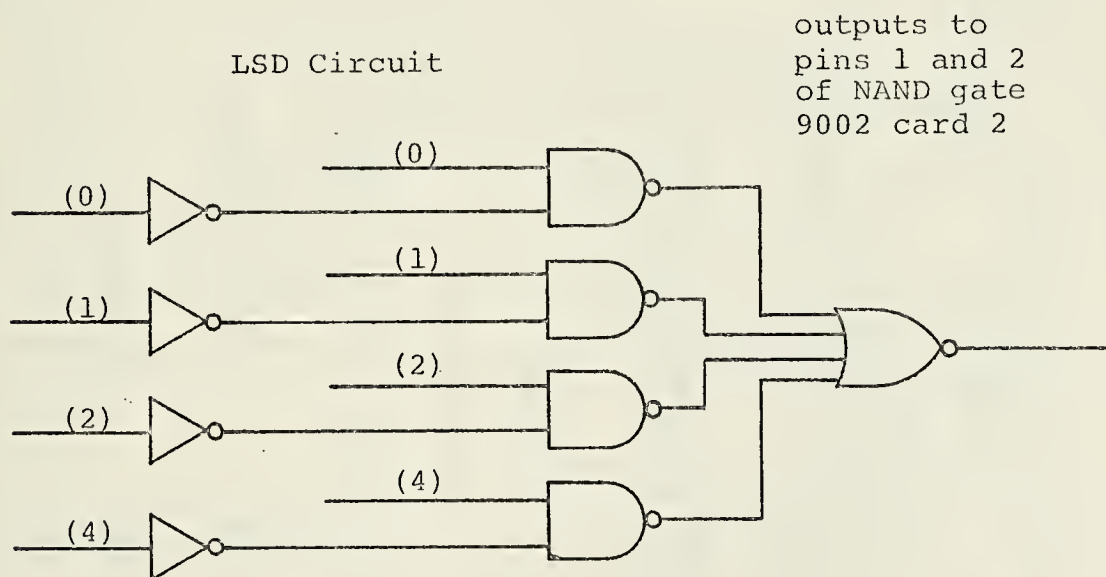 LSD Circuit
outputs to
pins 1 and 2
of NAND gate
9002 card 2
(0)
(0)
(1)
(1)
(2)
(2)
(4)
(4)